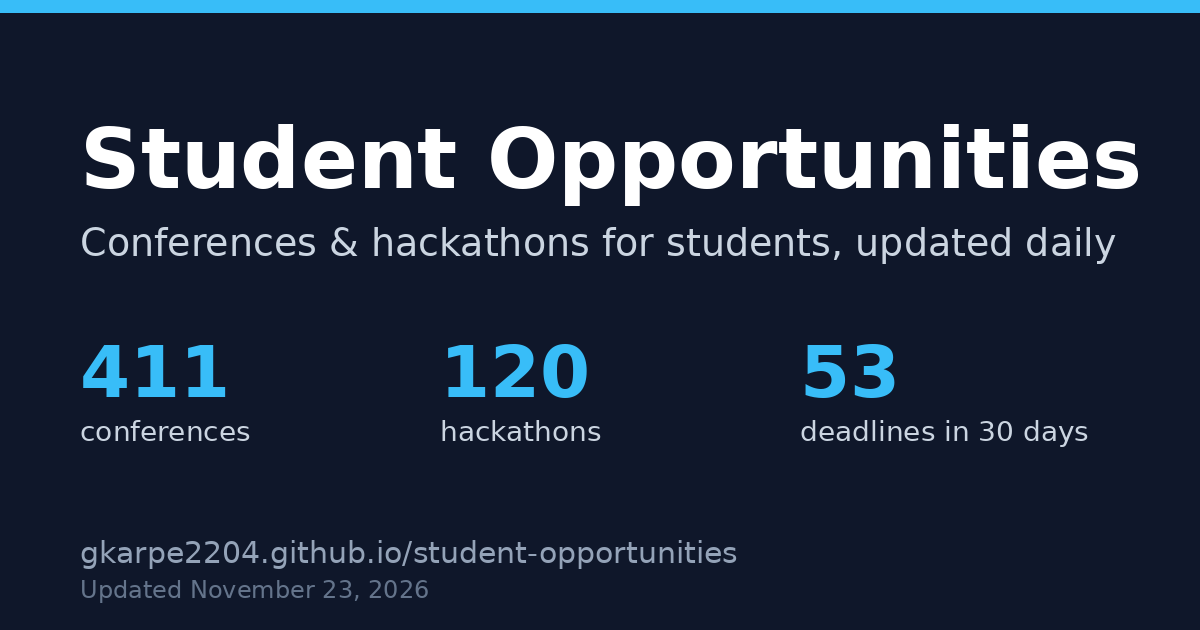 Student Opportunities
Conferences & hackathons for students, updated daily
411 120 53
conferences hackathons deadlines in 30 days
gkarpe2204.github.io/student-opportunities
Updated November 23, 2026